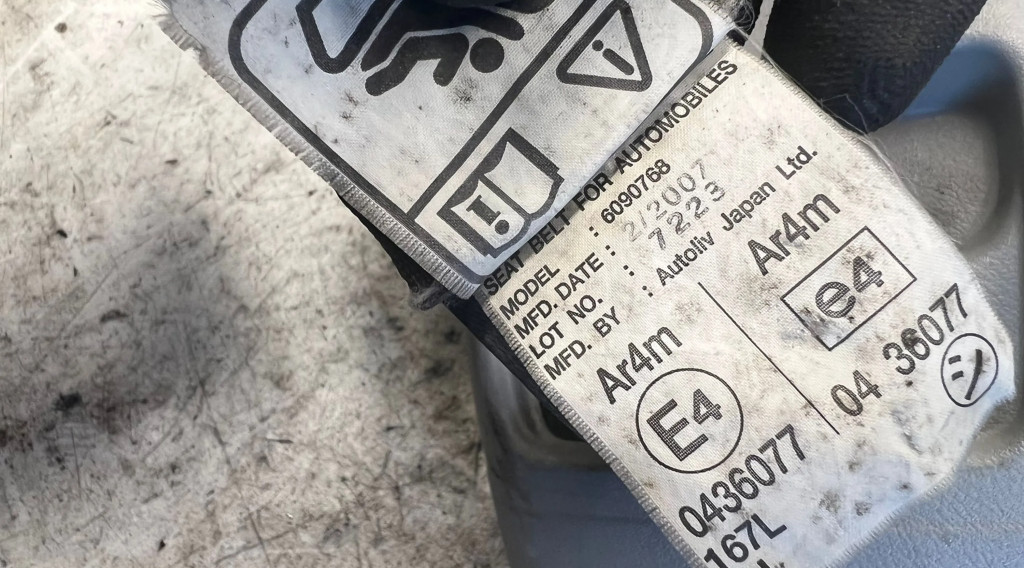 SEAT BELT FOR AUTOMOBILES
MODEL : 6090768
MFD. DATE : 2/2007
LOT NO. : 7223
MFD. BY : Autoliv Japan Ltd.
Ar4m
E4
0436077
167L
Ar4m
e4
04 36077
シ